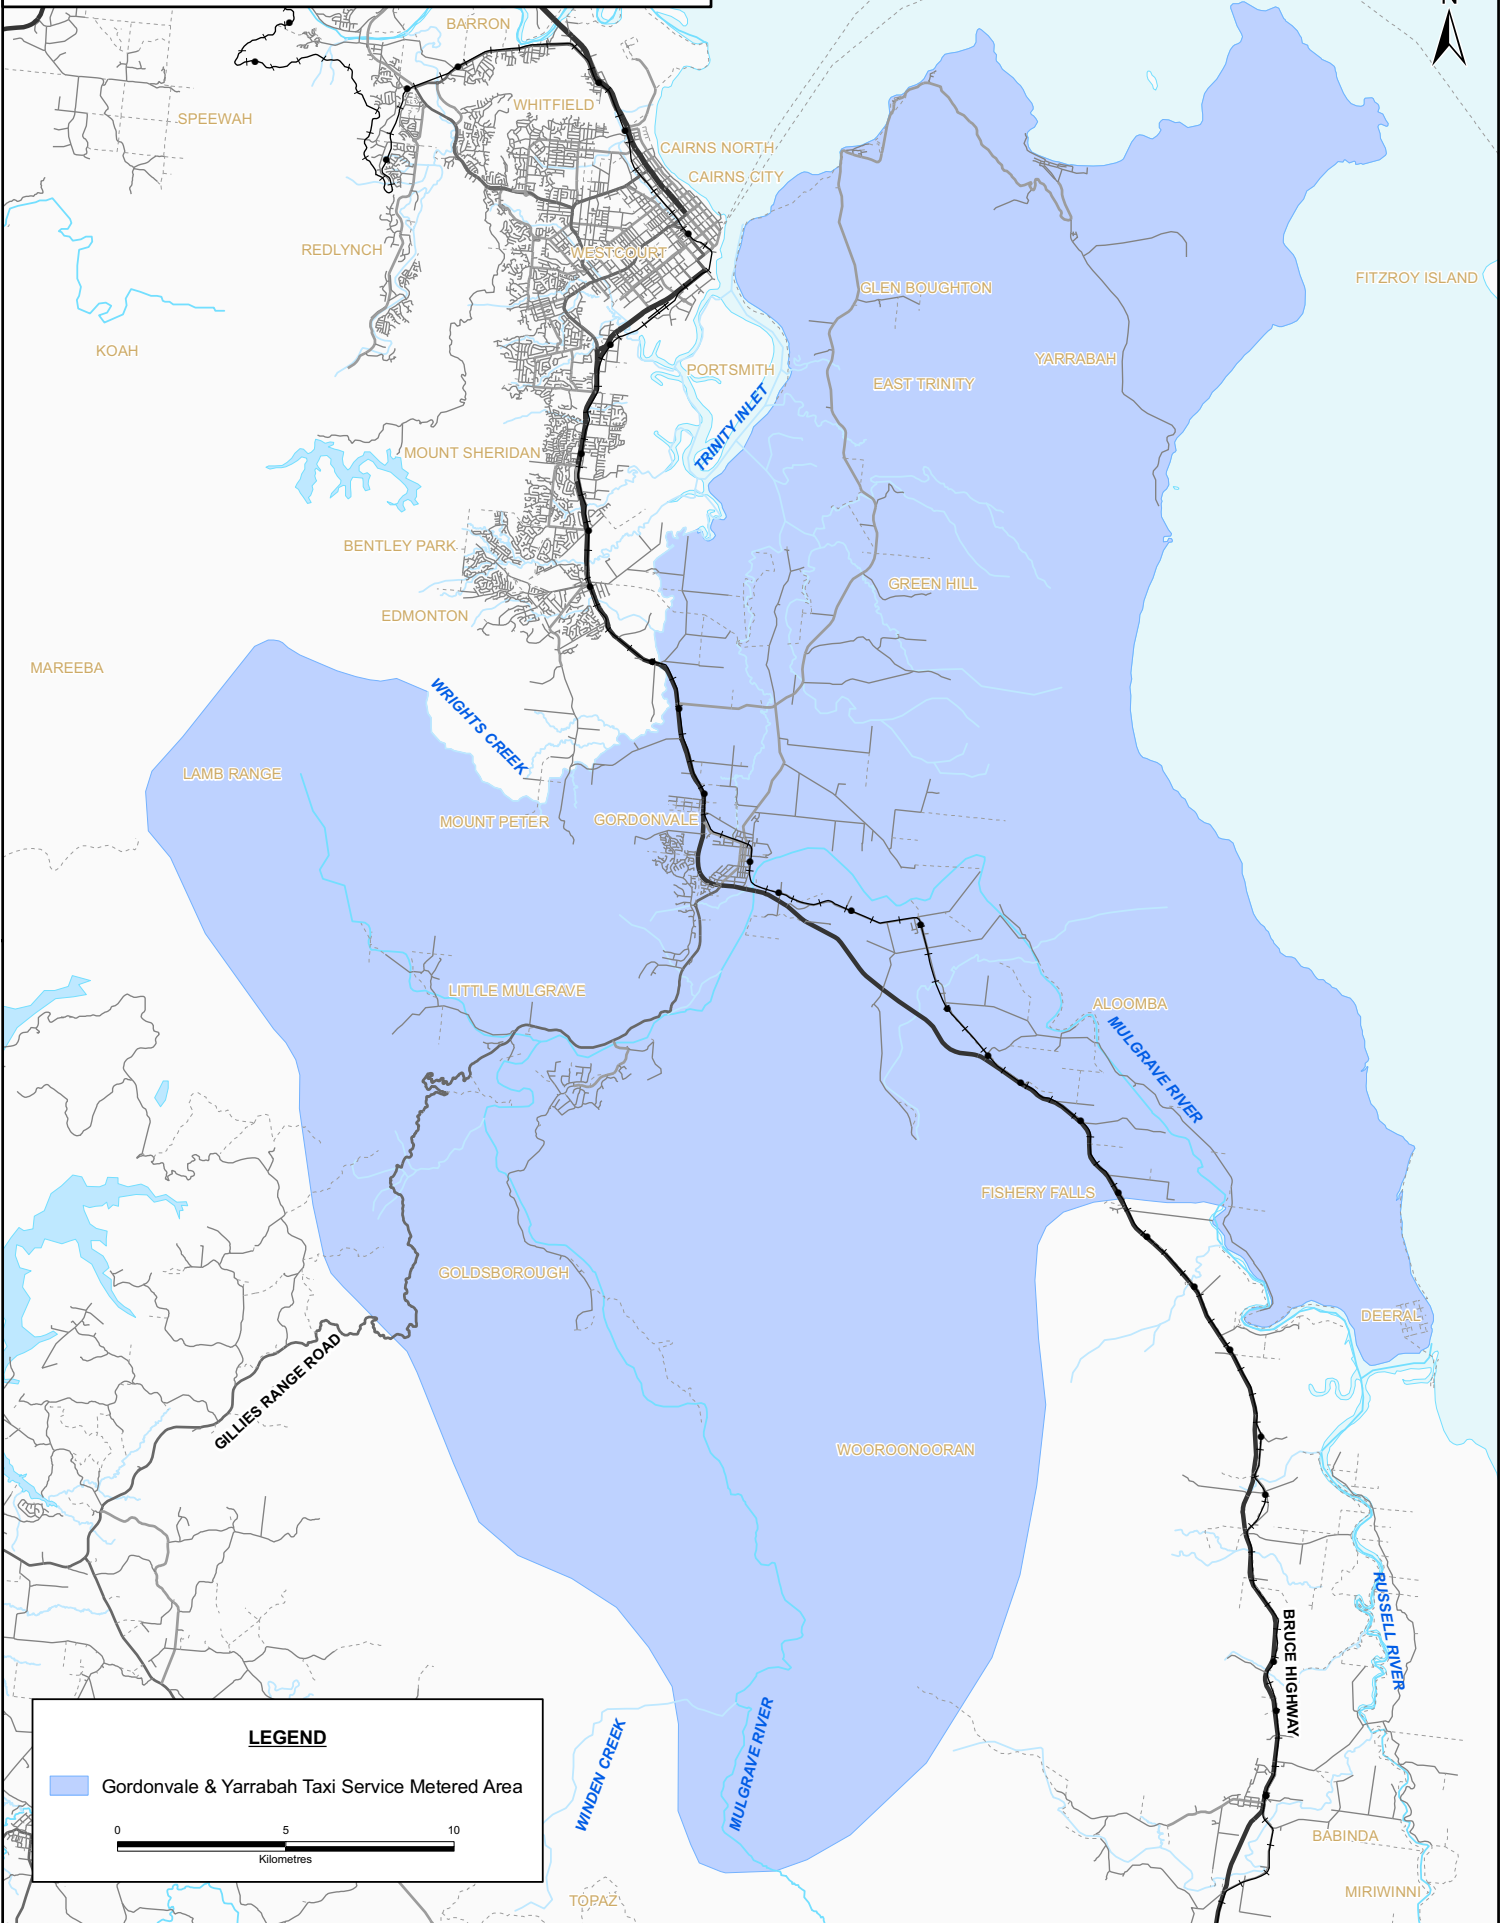 N
BARRON
SPEEWAH
WHITFIELD
CAIRNS NORTH
CAIRNS CITY
REDLYNCH
WESTCOURT
FITZROY ISLAND
GLEN BOUGHTON
KOAH
YARRABAH
PORTSMITH
EAST TRINITY
TRINITY INLET
MOUNT SHERIDAN
BENTLEY PARK
GREEN HILL
EDMONTON
MAREEBA
WRIGHTS CREEK
LAMB RANGE
MOUNT PETER
GORDONVALE
LITTLE MULGRAVE
ALOOMBA
MULGRAVE RIVER
FISHERY FALLS
GOLDSBOROUGH
DEERAL
GILLIES RANGE ROAD
WOOROONOORAN
RUSSELL RIVER
BRUCE HIGHWAY
WINDEN CREEK
MULGRAVE RIVER
LEGEND
Gordonvale & Yarrabah Taxi Service Metered Area
0 5 10
Kilometres
BABINDA
MIRIWINNI
TOPAZ